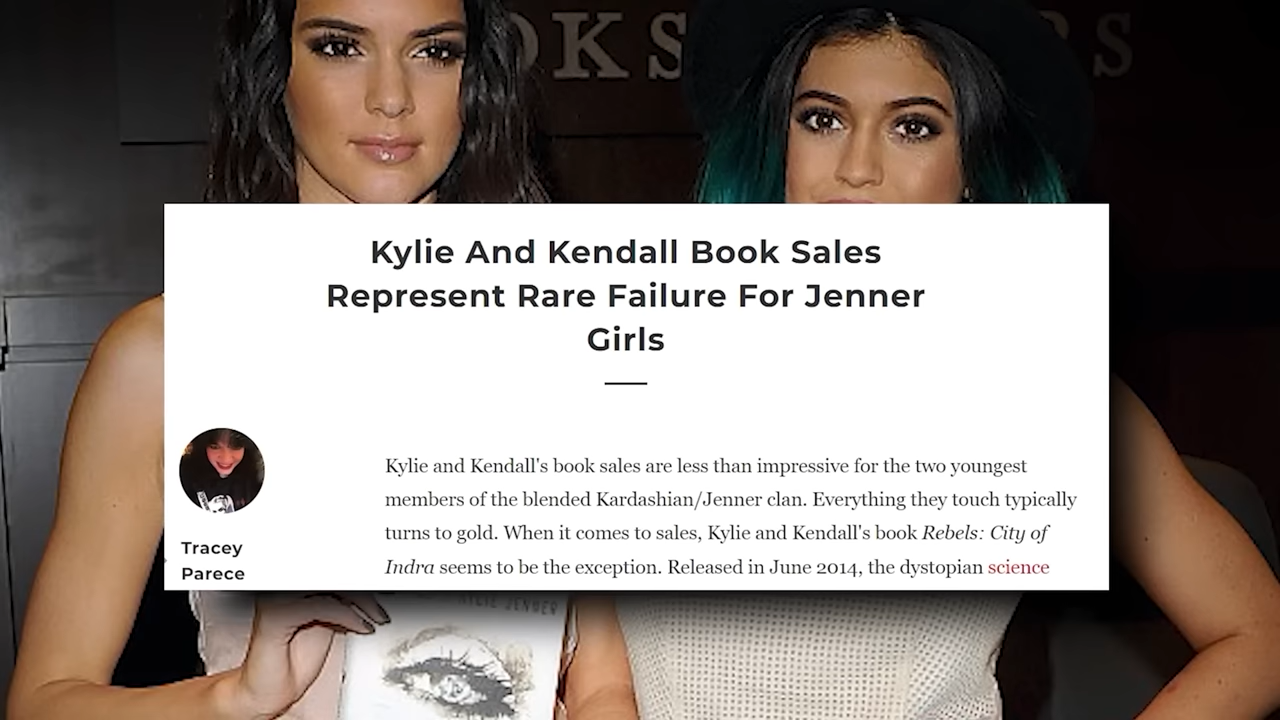 OKS
RS
Kylie And Kendall Book Sales
Represent Rare Failure For Jenner
Girls
Kylie and Kendall's book sales are less than impressive for the two youngest
members of the blended Kardashian/Jenner clan. Everything they touch typically
turns to gold. When it comes to sales, Kylie and Kendall's book Rebels: City of
Indra seems to be the exception. Released in June 2014, the dystopian science
Tracey
Parece
KYLIE JENNER